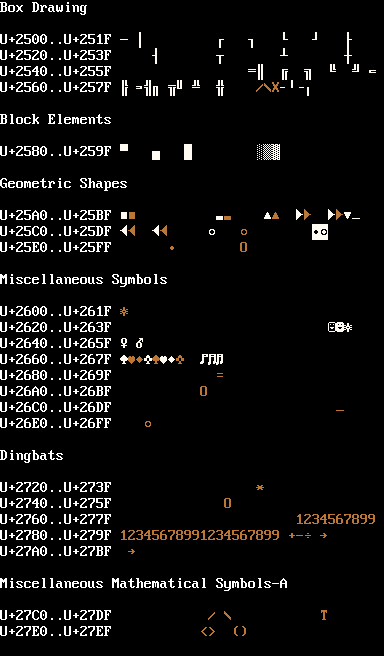 Box Drawing
U+2500..U+251F ─ │ ┌ ┐ └ ┘ ├
U+2520..U+253F ┤ ┬ ┴ ┼
U+2540..U+255F ═║ ╔ ╗ ╚ ╝ ╞
U+2560..U+257F
Block Elements
U+2580..U+259F ▀ ▄ █ ░▒▓
Geometric Shapes
U+25A0..U+25BF
U+25C0..U+25DF
U+25E0..U+25FF
Miscellaneous Symbols
U+2600..U+261F
U+2620..U+263F ☺☻☼
U+2640..U+265F ♀ ♂
U+2660..U+267F
U+2680..U+269F =
U+26A0..U+26BF
U+26C0..U+26DF
U+26E0..U+26FF
Dingbats
U+2720..U+273F *
U+2740..U+275F
U+2760..U+277F 1234567899
U+2780..U+279F 12345678991234567899 +-÷ →
U+27A0..U+27BF →
Miscellaneous Mathematical Symbols-A
U+27C0..U+27DF / \ T
U+27E0..U+27EF <> ()